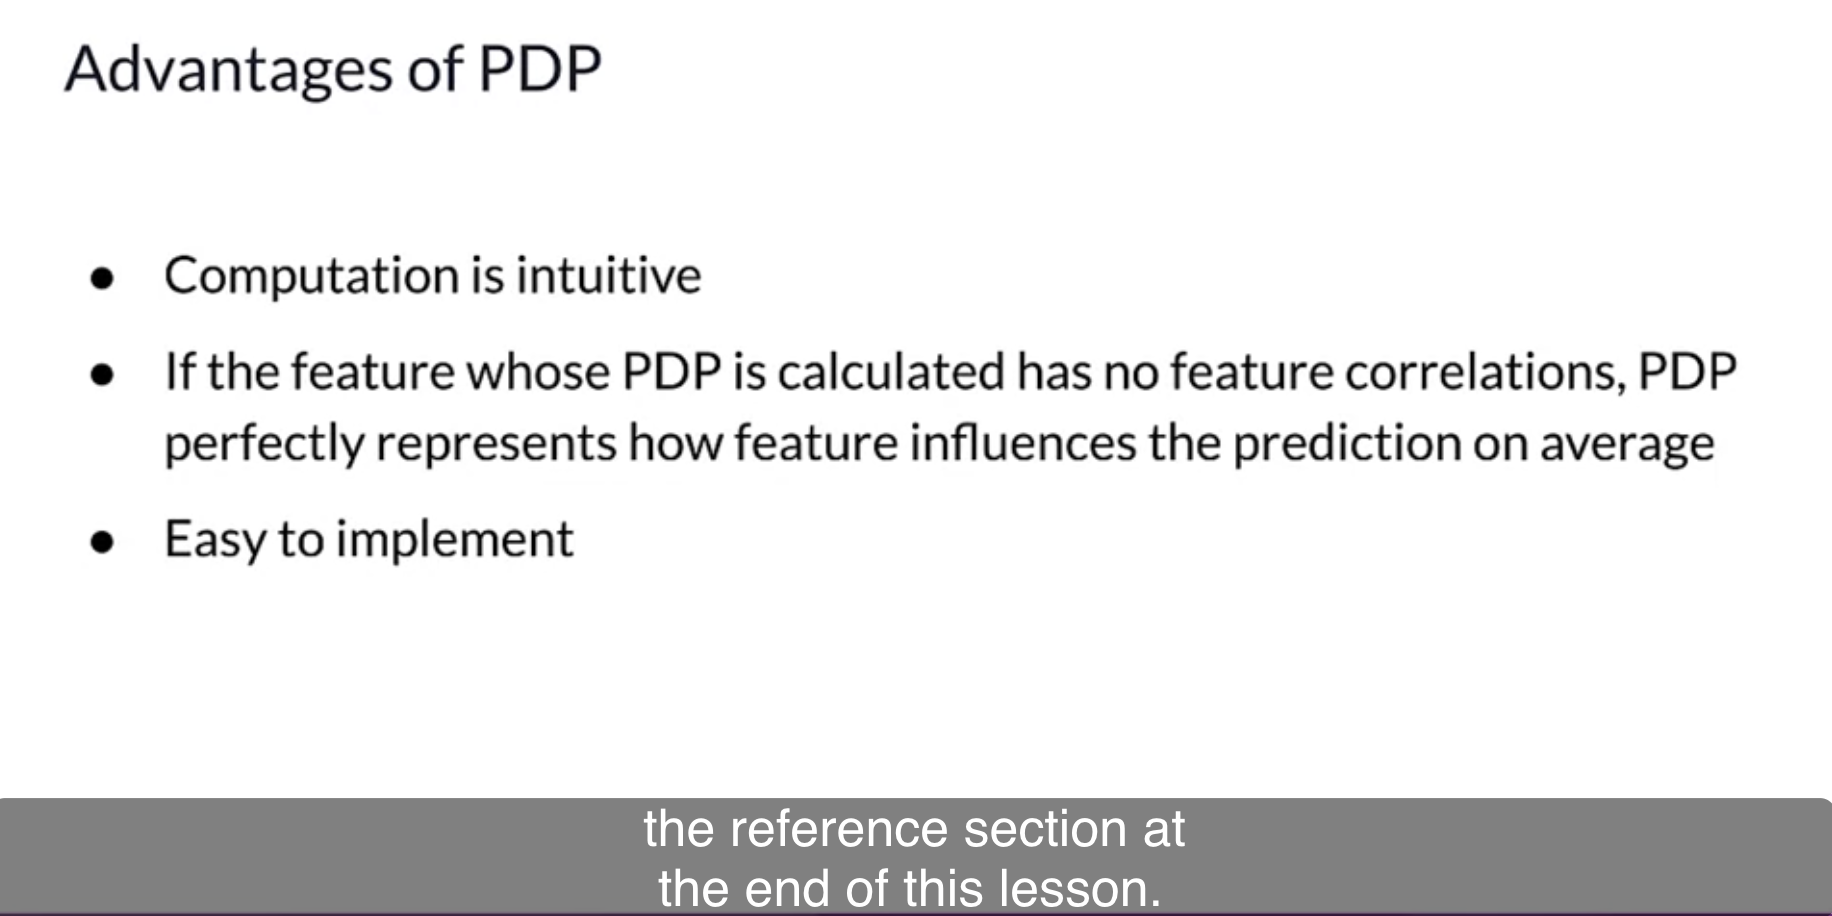 Advantages of PDP
● Computation is intuitive
● If the feature whose PDP is calculated has no feature correlations, PDP
perfectly represents how feature influences the prediction on average
● Easy to implement
the reference section at
the end of this lesson.